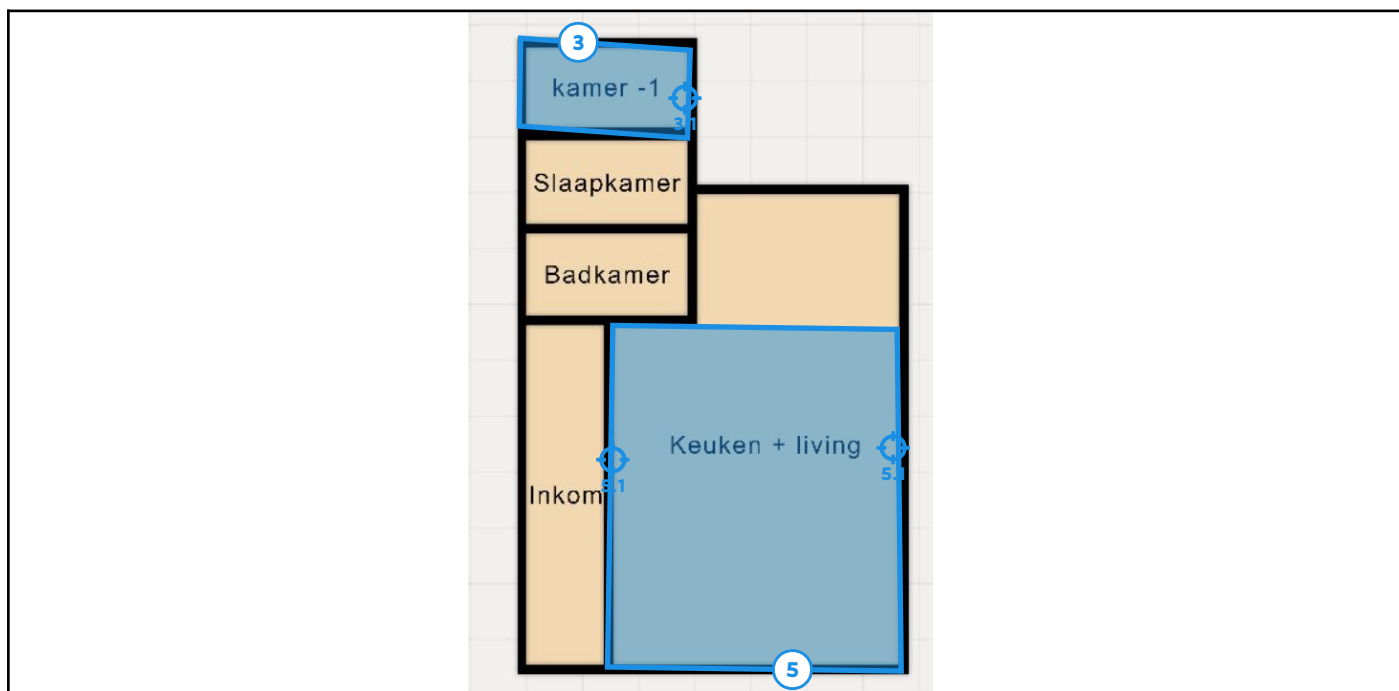 3
kamer -1
3.1
Slaapkamer
Badkamer
Keuken + living
5.1
5.1
Inkom
5